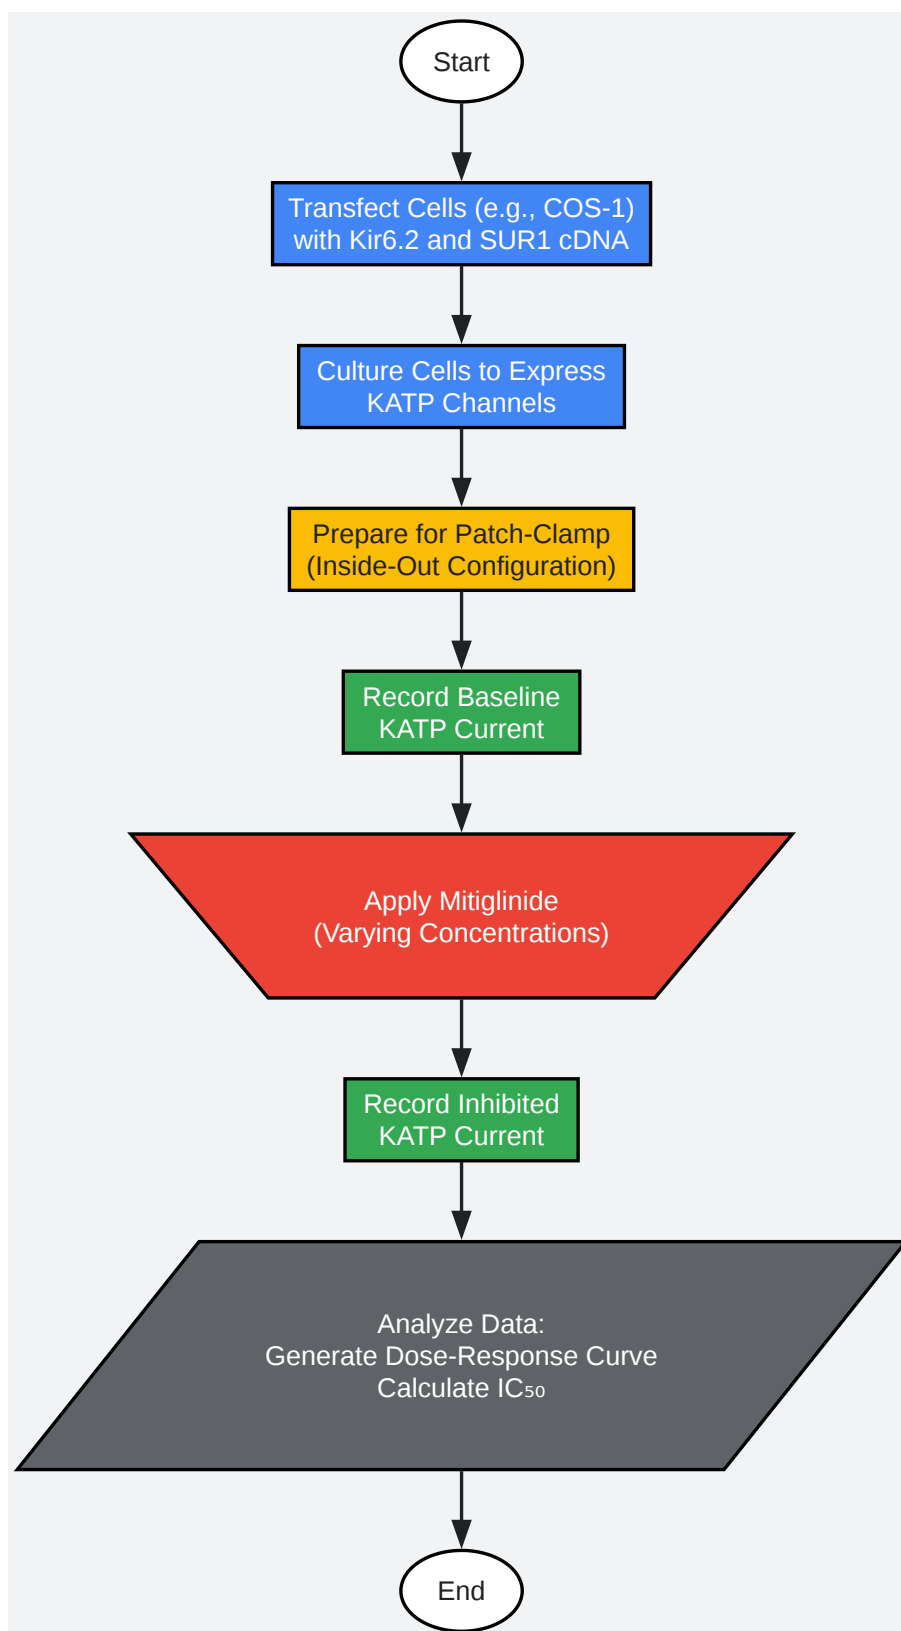 Start
Transfect Cells (e.g., COS-1)
with Kir6.2 and SUR1 cDNA
Culture Cells to Express
KATP Channels
Prepare for Patch-Clamp
(Inside-Out Configuration)
Record Baseline
KATP Current
Apply Mitiglinide
(Varying Concentrations)
Record Inhibited
KATP Current
Analyze Data:
Generate Dose-Response Curve
Calculate IC₅₀
End